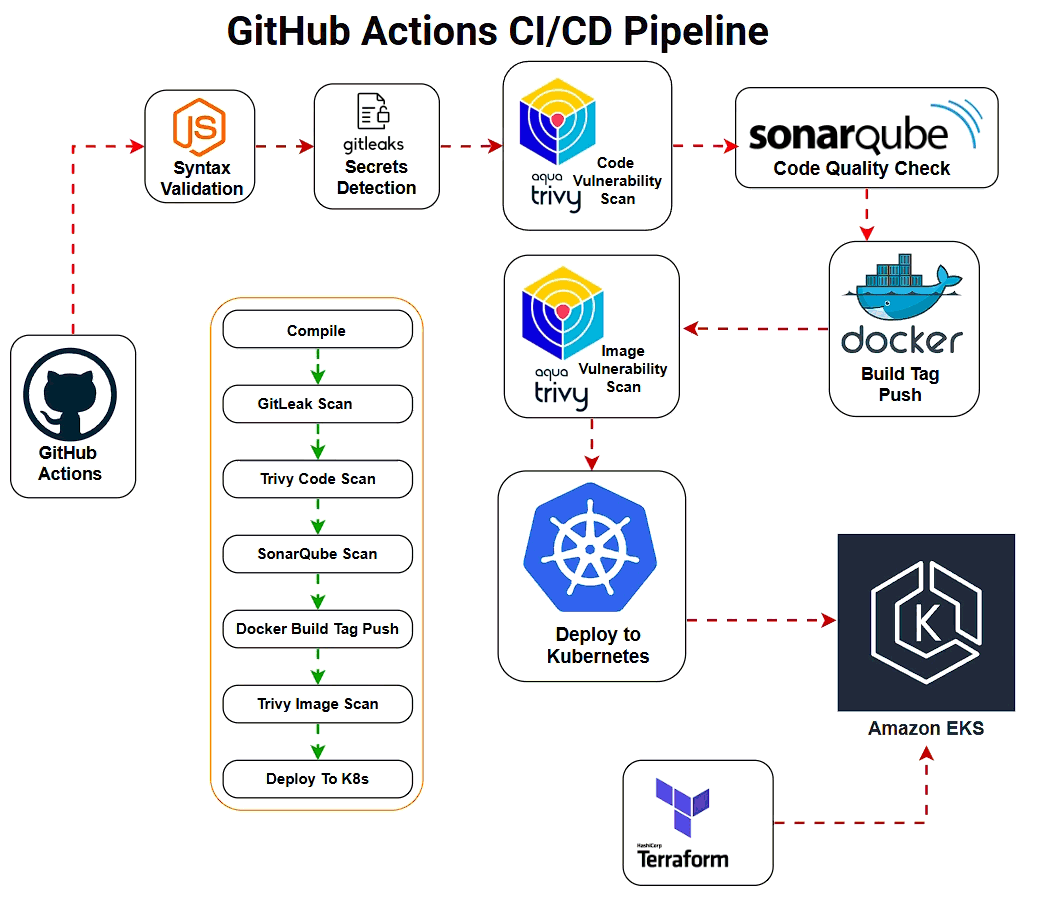 GitHub Actions CI/CD Pipeline
JS
Syntax
Validation
gitleaks
Secrets
Detection
aqua
trivy
Code
Vulnerability
Scan
sonarqube
Code Quality Check
docker
Build Tag
Push
aqua
trivy
Image
Vulnerability
Scan
GitHub
Actions
Compile
GitLeak Scan
Trivy Code Scan
SonarQube Scan
Docker Build Tag Push
Trivy Image Scan
Deploy To K8s
Deploy to
Kubernetes
K
Amazon EKS
HashiCorp
Terraform